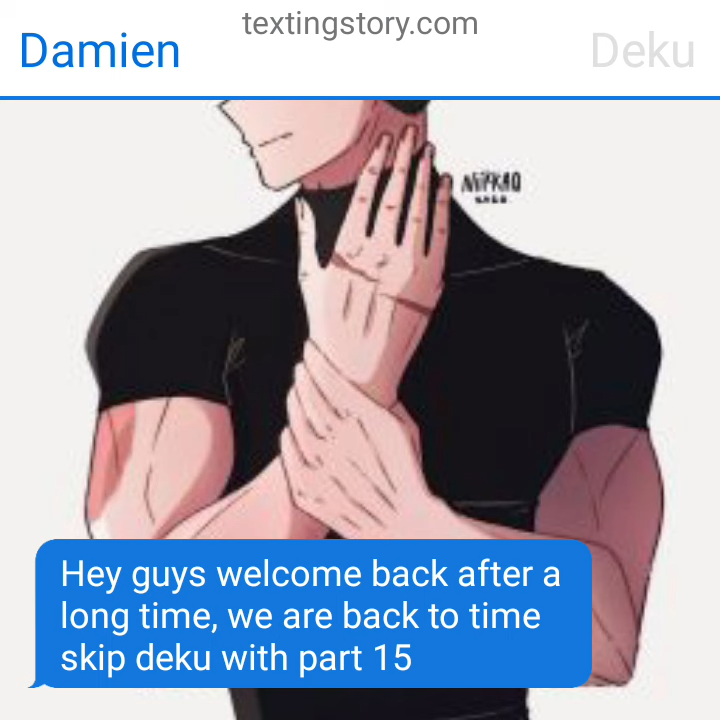 textingstory.com
Damien
Deku
Hey guys welcome back after a
long time, we are back to time
skip deku with part 15